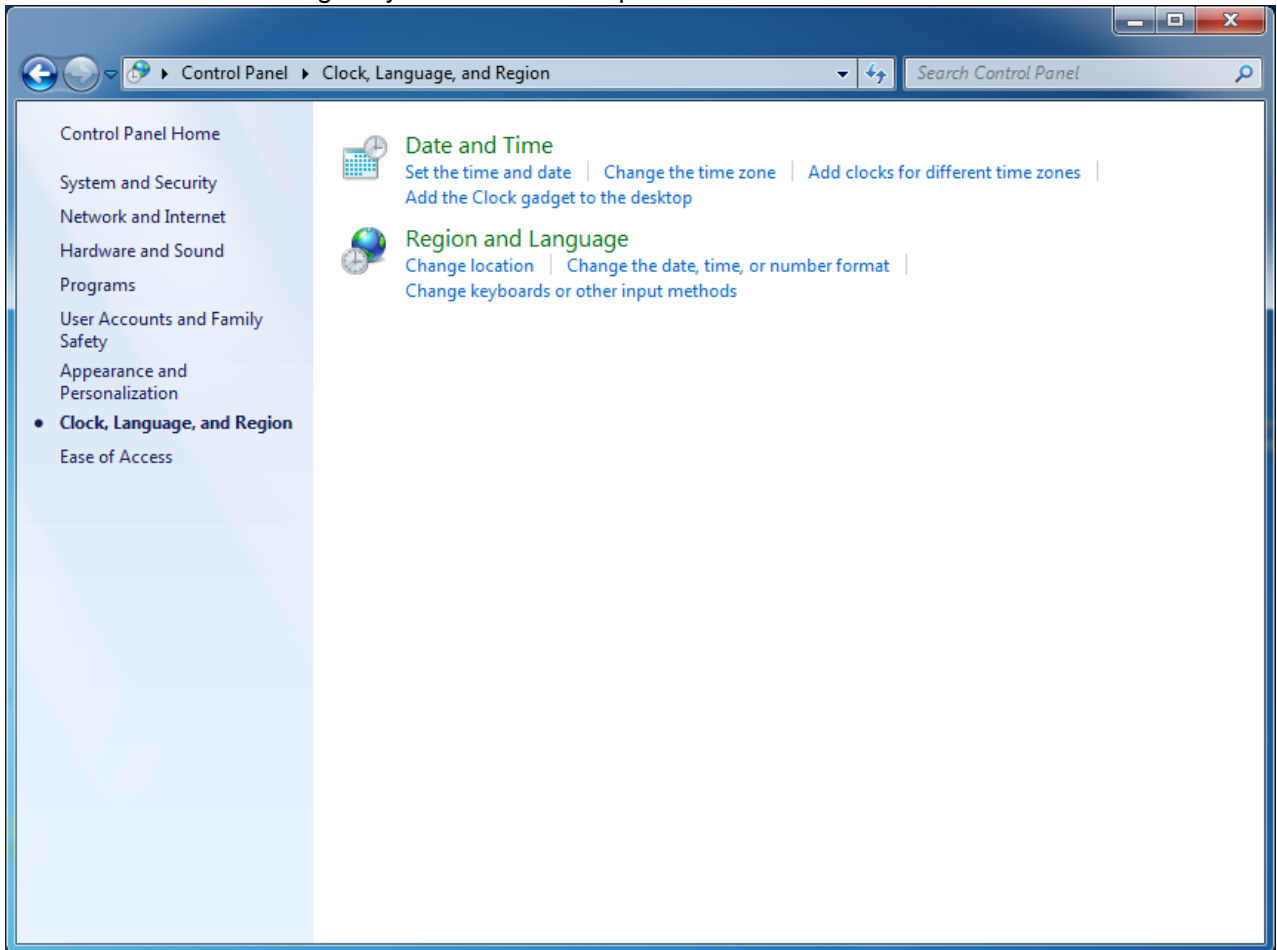 Control Panel Clock, Language, and Region Search Control Panel
Control Panel Home
System and Security
Network and Internet
Hardware and Sound
Programs
User Accounts and Family
Safety
Appearance and
Personalization
Clock, Language, and Region
Ease of Access
Date and Time
Set the time and date Change the time zone Add clocks for different time zones
Add the Clock gadget to the desktop
Region and Language
Change location Change the date, time, or number format
Change keyboards or other input methods